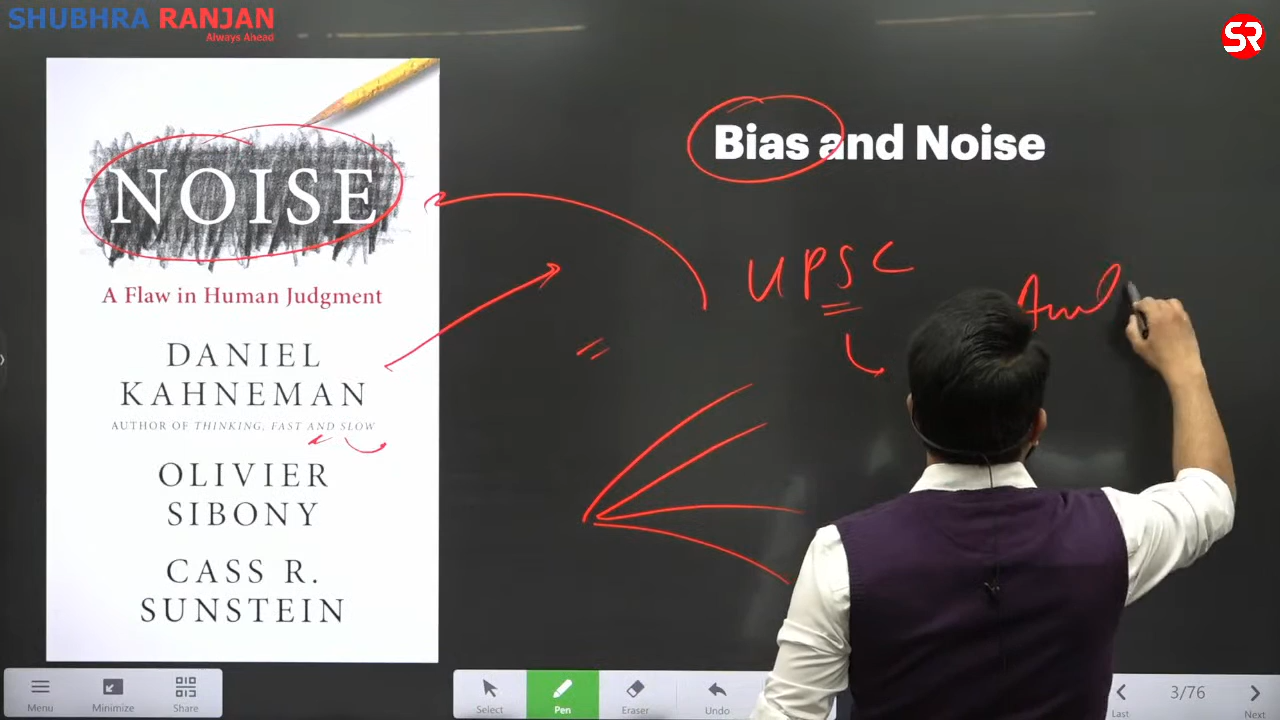 SHUBHRA RANJAN
Always Ahead
SR
NOISE
A Flaw in Human Judgment
DANIEL
KAHNEMAN
AUTHOR OF THINKING, FAST AND SLOW
OLIVIER
SIBONY
CASS R.
SUNSTEIN
Bias and Noise
UPSC
Menu
Minimize
Share
Select
Pen
Eraser
Undo
Last
3/76
Next